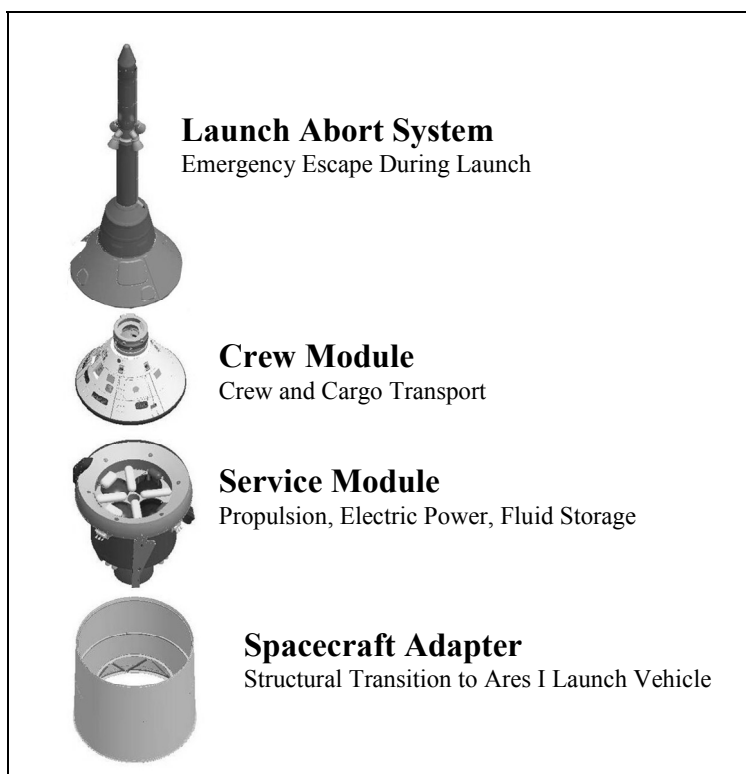 Launch Abort System
Emergency Escape During Launch
Crew Module
Crew and Cargo Transport
Service Module
Propulsion, Electric Power, Fluid Storage
Spacecraft Adapter
Structural Transition to Ares I Launch Vehicle